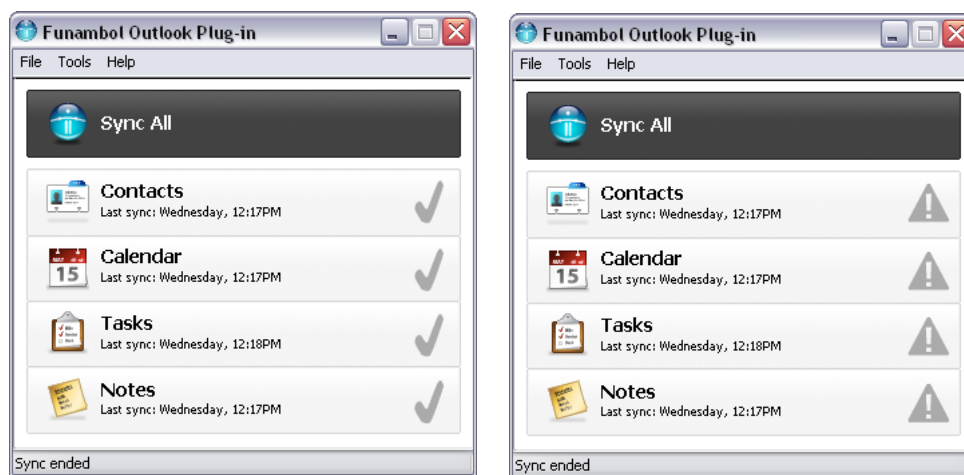 Funambol Outlook Plug-in
File Tools Help
Sync All
Contacts
Last sync: Wednesday, 12:17PM
15
Calendar
Last sync: Wednesday, 12:17PM
Tasks
Last sync: Wednesday, 12:18PM
Notes
Last sync: Wednesday, 12:17PM
Sync ended
Funambol Outlook Plug-in
File Tools Help
Sync All
Contacts
Last sync: Wednesday, 12:17PM
15
Calendar
Last sync: Wednesday, 12:17PM
Tasks
Last sync: Wednesday, 12:18PM
Notes
Last sync: Wednesday, 12:17PM
Sync ended